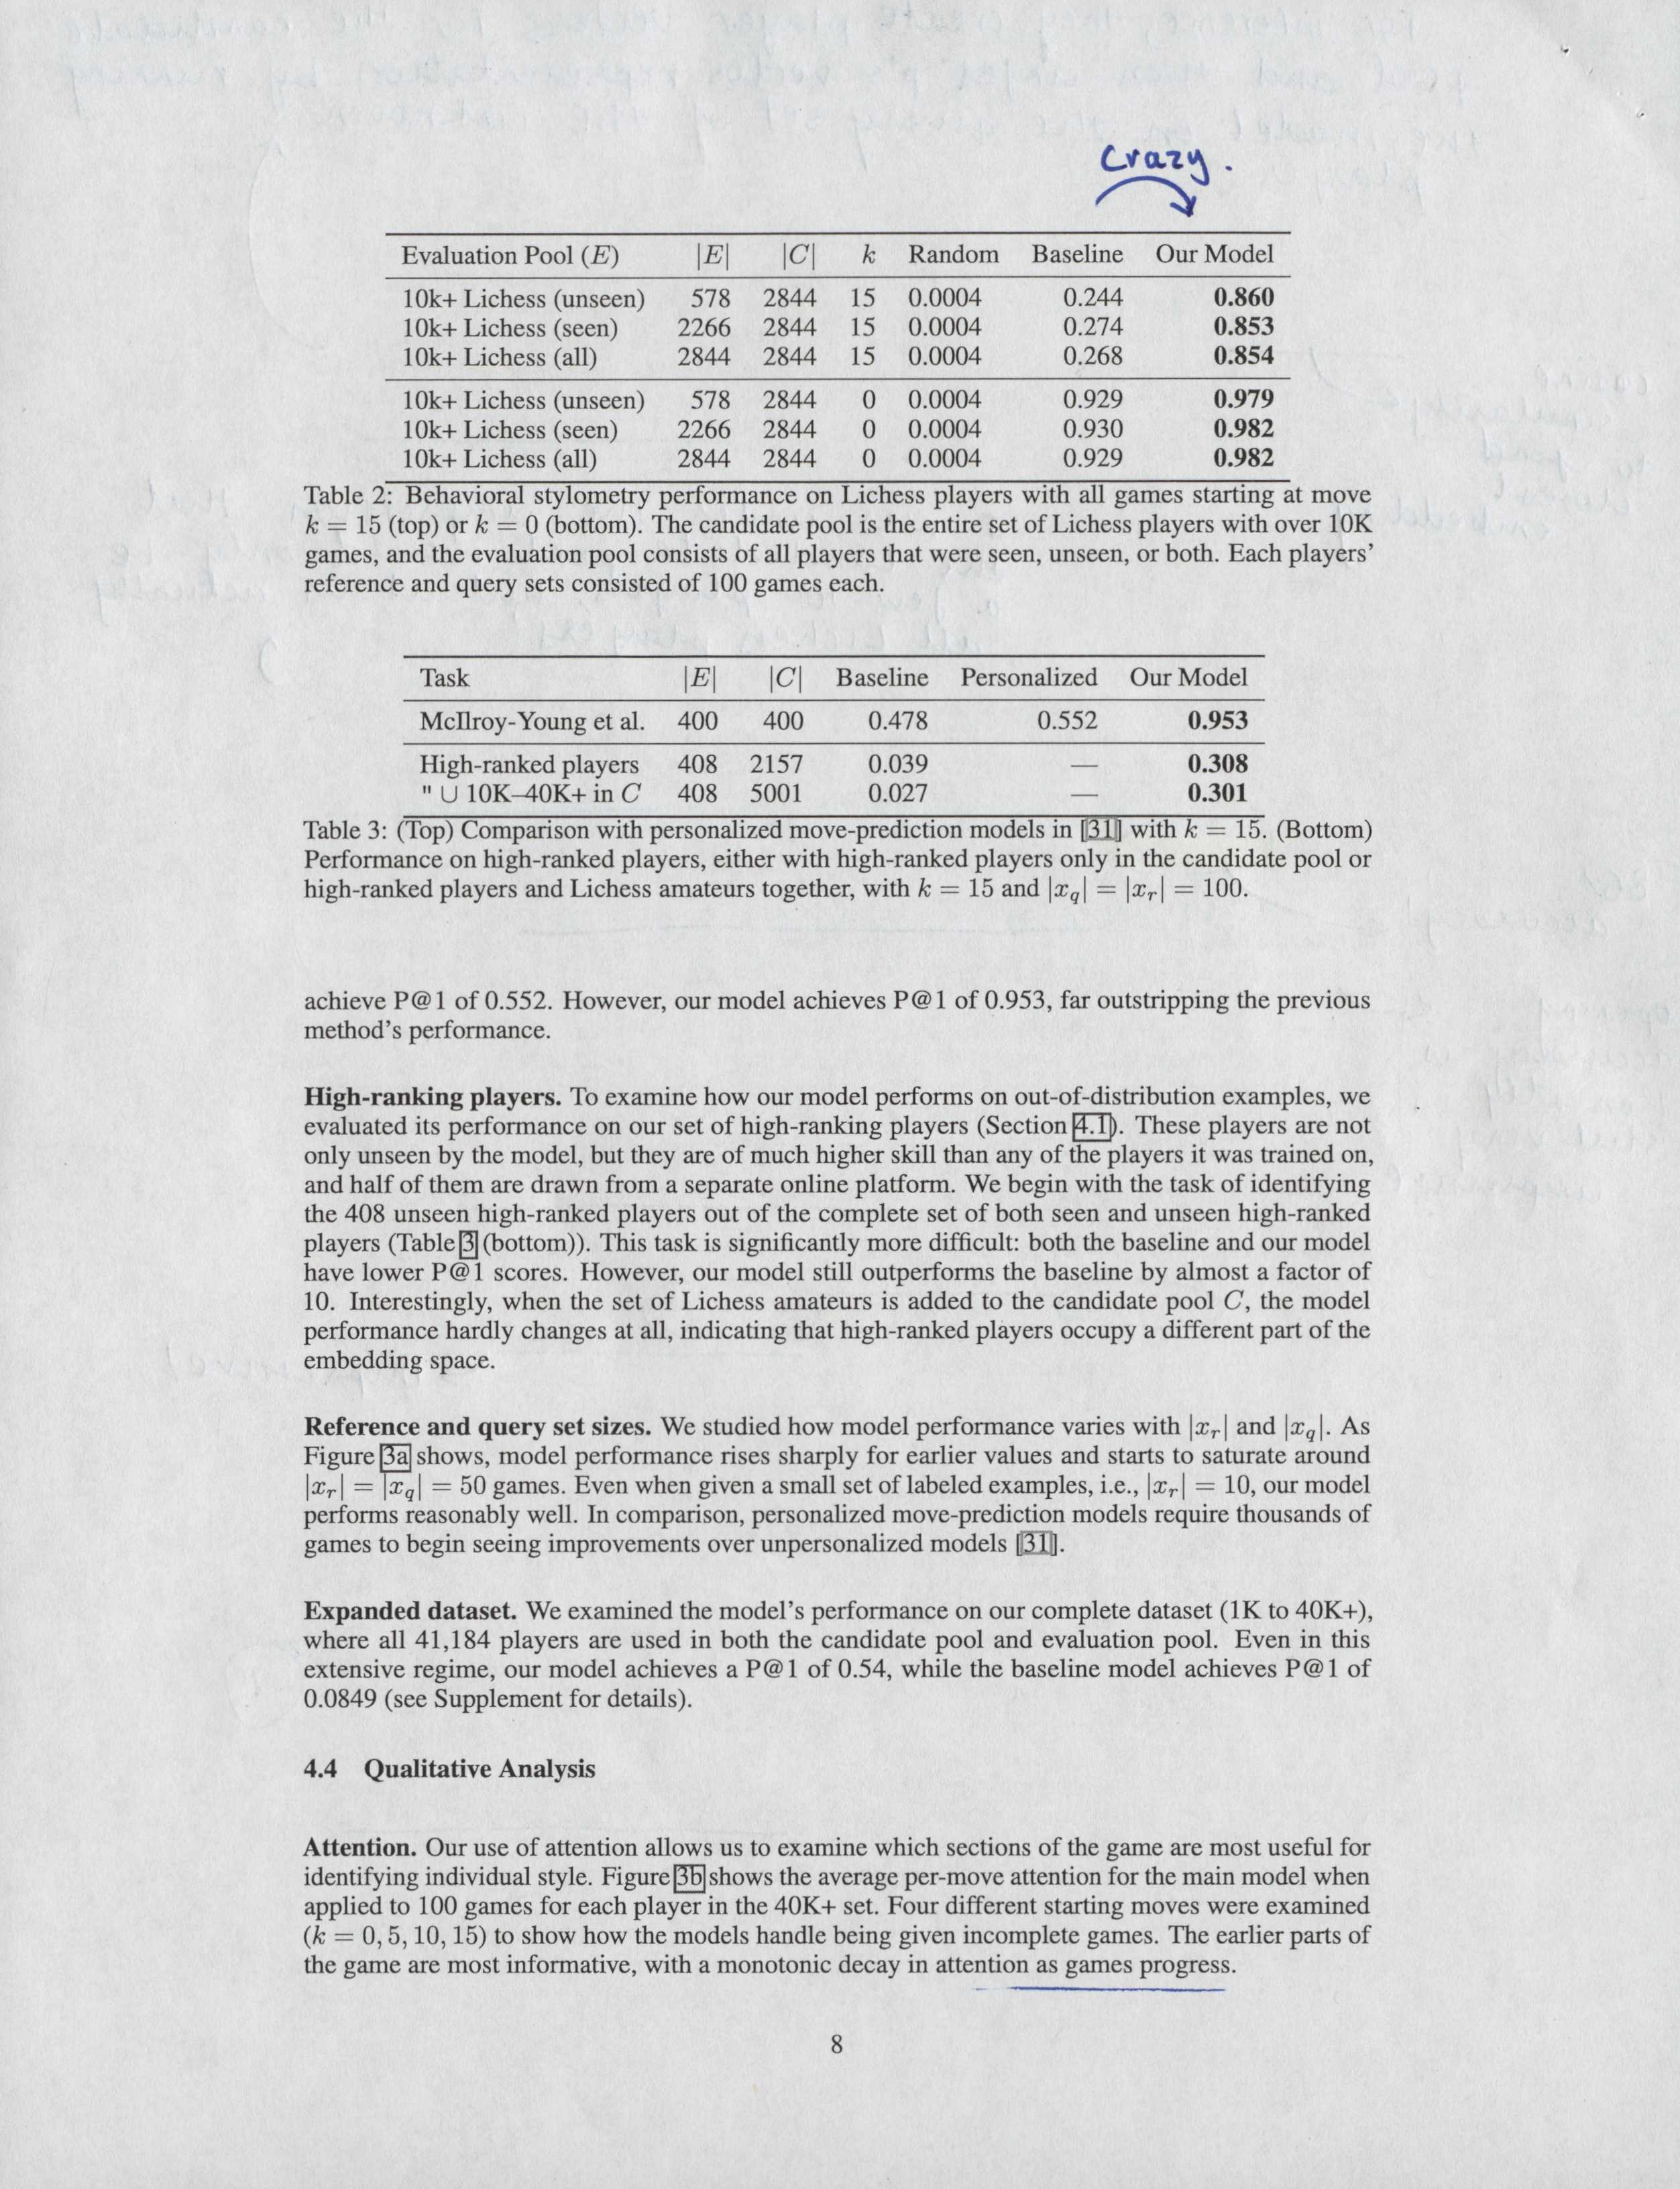 Crazy.
Evaluation Pool (E) |E| |C| k Random Baseline Our Model
10k+ Lichess (unseen) 578 2844 15 0.0004 0.244 0.860
10k+ Lichess (seen) 2266 2844 15 0.0004 0.274 0.853
10k+ Lichess (all) 2844 2844 15 0.0004 0.268 0.854
10k+ Lichess (unseen) 578 2844 0 0.0004 0.929 0.979
10k+ Lichess (seen) 2266 2844 0 0.0004 0.930 0.982
10k+ Lichess (all) 2844 2844 0 0.0004 0.929 0.982
Table 2: Behavioral stylometry performance on Lichess players with all games starting at move
k = 15 (top) or k = 0 (bottom). The candidate pool is the entire set of Lichess players with over 10K
games, and the evaluation pool consists of all players that were seen, unseen, or both. Each players'
reference and query sets consisted of 100 games each.
Task |E| |C| Baseline Personalized Our Model
McIlroy-Young et al. 400 400 0.478 0.552 0.953
High-ranked players 408 2157 0.039 — 0.308
" ∪ 10K–40K+ in C 408 5001 0.027 — 0.301
Table 3: (Top) Comparison with personalized move-prediction models in [31] with k = 15. (Bottom)
Performance on high-ranked players, either with high-ranked players only in the candidate pool or
high-ranked players and Lichess amateurs together, with k = 15 and |x_q| = |x_r| = 100.
achieve P@1 of 0.552. However, our model achieves P@1 of 0.953, far outstripping the previous
method's performance.
High-ranking players. To examine how our model performs on out-of-distribution examples, we
evaluated its performance on our set of high-ranking players (Section 4.1). These players are not
only unseen by the model, but they are of much higher skill than any of the players it was trained on,
and half of them are drawn from a separate online platform. We begin with the task of identifying
the 408 unseen high-ranked players out of the complete set of both seen and unseen high-ranked
players (Table 3 (bottom)). This task is significantly more difficult: both the baseline and our model
have lower P@1 scores. However, our model still outperforms the baseline by almost a factor of
10. Interestingly, when the set of Lichess amateurs is added to the candidate pool C, the model
performance hardly changes at all, indicating that high-ranked players occupy a different part of the
embedding space.
Reference and query set sizes. We studied how model performance varies with |x_r| and |x_q|. As
Figure 3a shows, model performance rises sharply for earlier values and starts to saturate around
|x_r| = |x_q| = 50 games. Even when given a small set of labeled examples, i.e., |x_r| = 10, our model
performs reasonably well. In comparison, personalized move-prediction models require thousands of
games to begin seeing improvements over unpersonalized models [31].
Expanded dataset. We examined the model's performance on our complete dataset (1K to 40K+),
where all 41,184 players are used in both the candidate pool and evaluation pool. Even in this
extensive regime, our model achieves a P@1 of 0.54, while the baseline model achieves P@1 of
0.0849 (see Supplement for details).
4.4 Qualitative Analysis
Attention. Our use of attention allows us to examine which sections of the game are most useful for
identifying individual style. Figure 3b shows the average per-move attention for the main model when
applied to 100 games for each player in the 40K+ set. Four different starting moves were examined
(k = 0, 5, 10, 15) to show how the models handle being given incomplete games. The earlier parts of
the game are most informative, with a monotonic decay in attention as games progress.
8